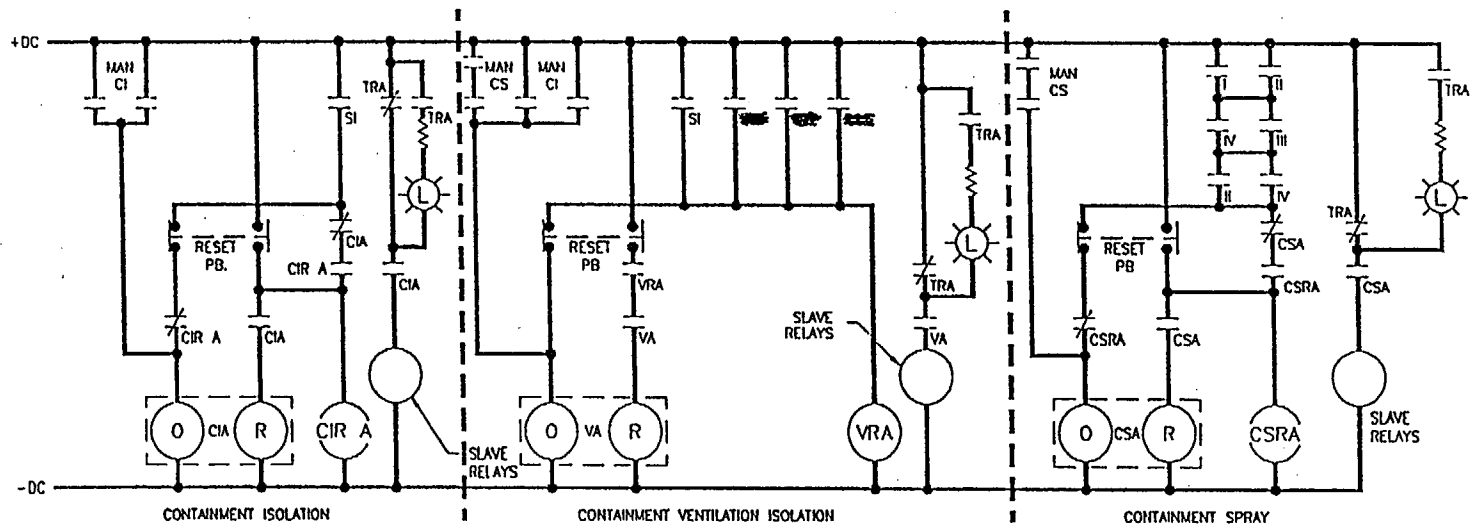 +DC
MAN
CI
SI
TRA
TRA
RESET
PB.
CIA
CIR A
CIA
CIR A
CIA
O
CIA
R
CIR A
SLAVE
RELAYS
-DC
CONTAINMENT ISOLATION
MAN
CS
MAN
CI
SI
TRA
RESET
PB
VRA
VA
TRA
VA
L
L
SLAVE
RELAYS
O
VA
R
VRA
CONTAINMENT VENTILATION ISOLATION
MAN
CS
I
II
IV
III
II
IV
TRA
L
TRA
RESET
PB
CSA
CSRA
CSA
CSRA
CSA
O
CSA
R
CSRA
SLAVE
RELAYS
CONTAINMENT SPRAY